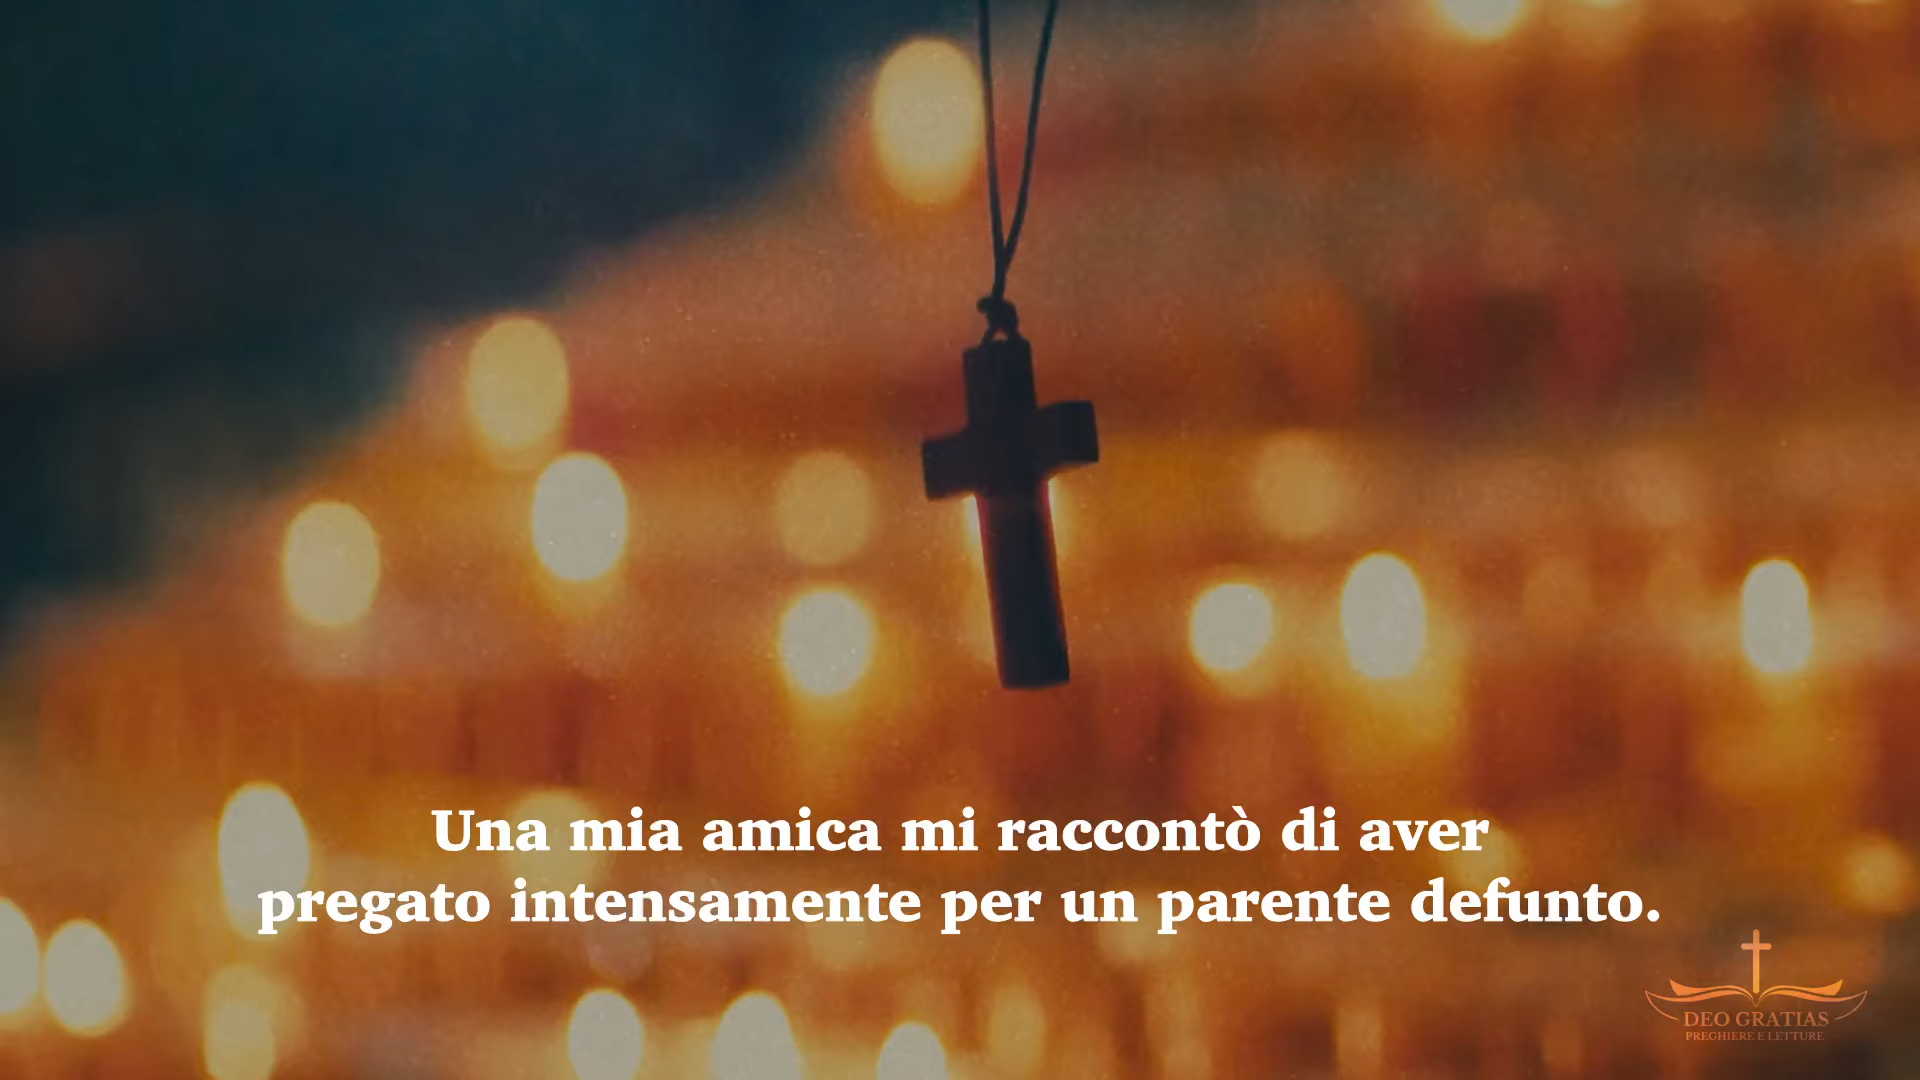 Una mia amica mi raccontò di aver
pregato intensamente per un parente defunto.
DEO GRATIAS
PREGHIERE E LETTURE